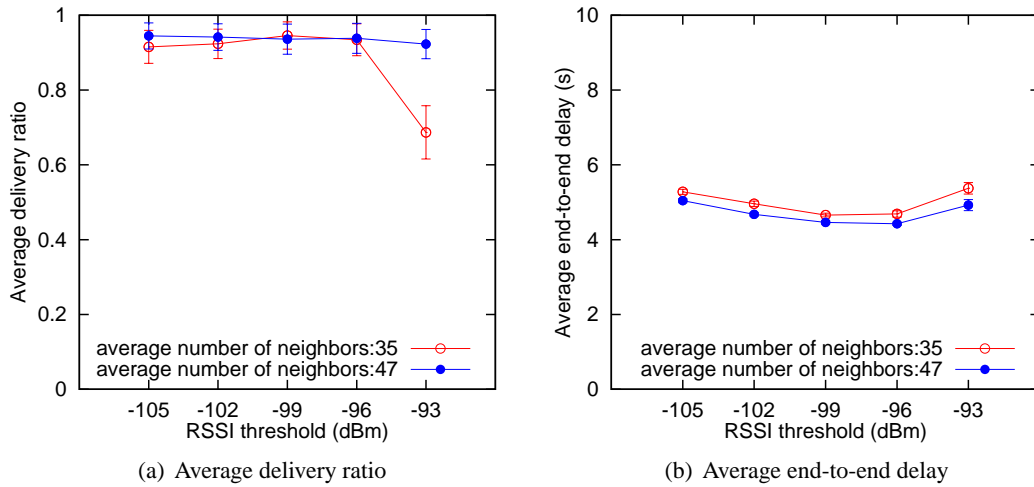 1
0.8
0.6
0.4
0.2
0
Average delivery ratio
average number of neighbors:35
average number of neighbors:47
-105 -102 -99 -96 -93
RSSI threshold (dBm)
(a) Average delivery ratio
10
8
6
4
2
0
Average end-to-end delay (s)
average number of neighbors:35
average number of neighbors:47
-105 -102 -99 -96 -93
RSSI threshold (dBm)
(b) Average end-to-end delay